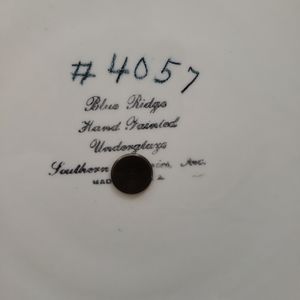 # 4057
Blue Ridge
Hand Painted
Underglaze
Southern